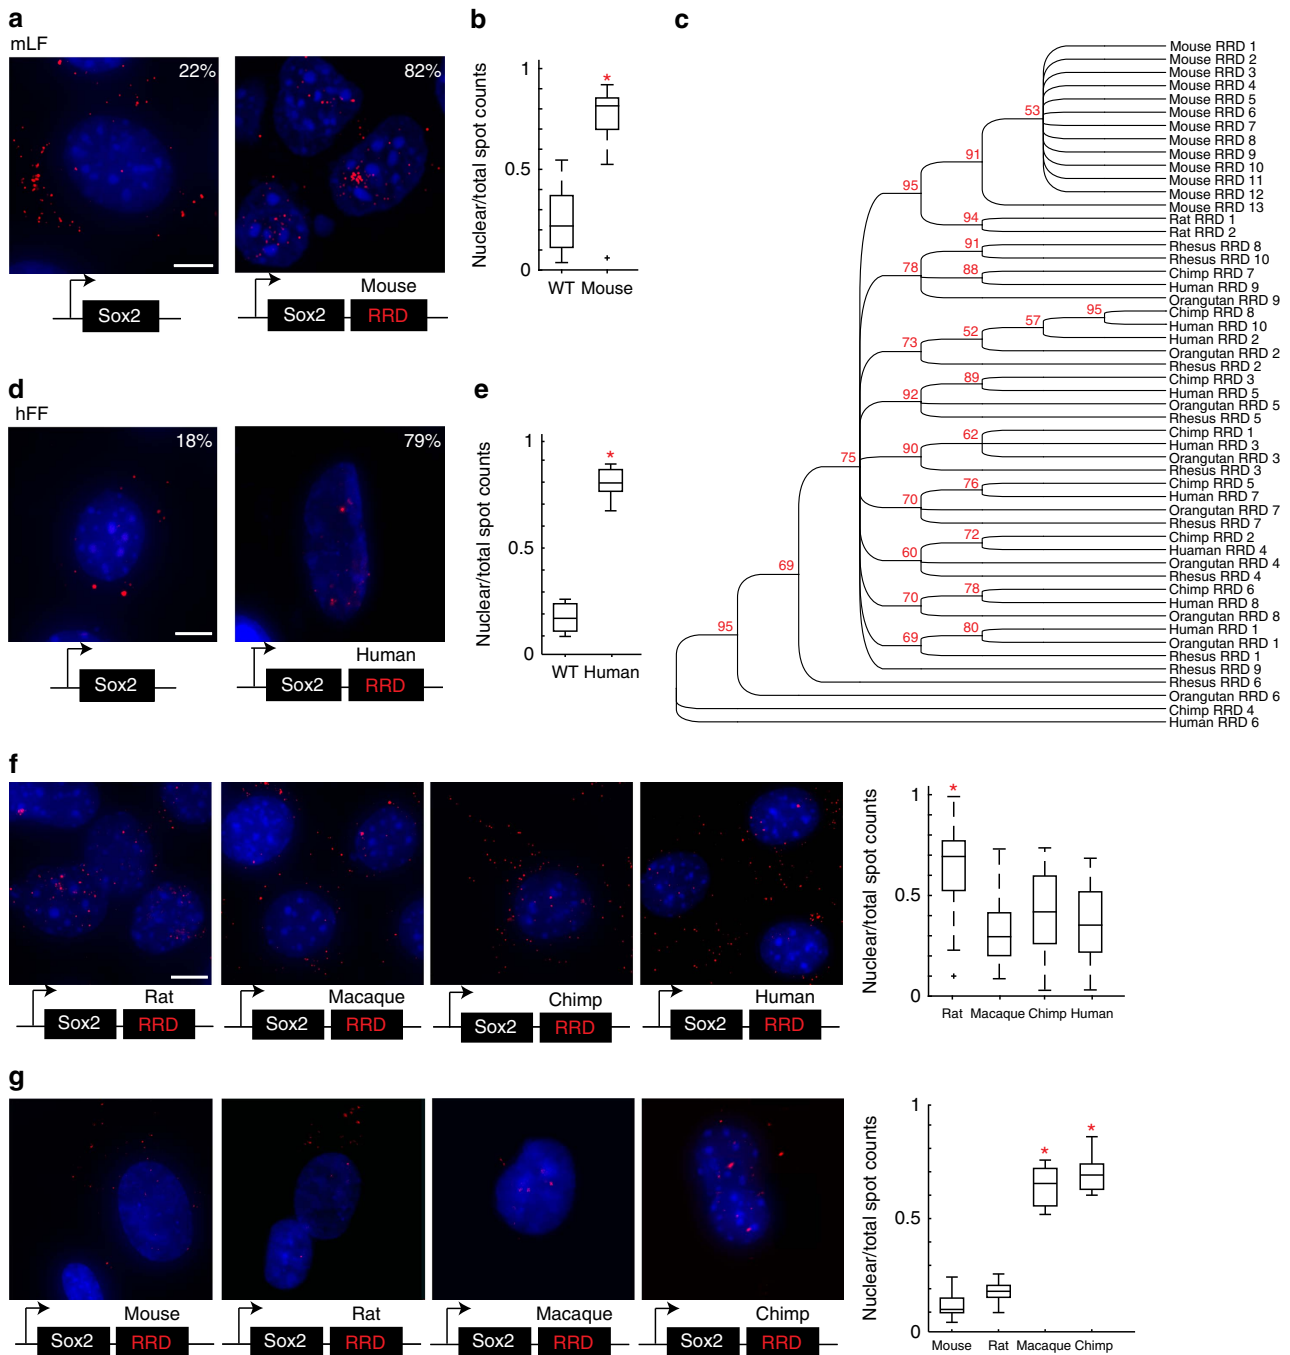 a
mLF
22%
82%
Sox2
Mouse
Sox2
RRD
b
Nuclear/total spot counts
1
0.5
0
*
WT
Mouse
c
Mouse RRD 1
Mouse RRD 2
Mouse RRD 3
Mouse RRD 4
Mouse RRD 5
Mouse RRD 6
Mouse RRD 7
Mouse RRD 8
Mouse RRD 9
Mouse RRD 10
Mouse RRD 11
Mouse RRD 12
Mouse RRD 13
Rat RRD 1
Rat RRD 2
Rhesus RRD 8
Rhesus RRD 10
Chimp RRD 7
Human RRD 9
Orangutan RRD 9
Chimp RRD 8
Human RRD 10
Human RRD 2
Orangutan RRD 2
Rhesus RRD 2
Chimp RRD 3
Human RRD 5
Orangutan RRD 5
Rhesus RRD 5
Chimp RRD 1
Human RRD 3
Orangutan RRD 3
Rhesus RRD 3
Chimp RRD 5
Human RRD 7
Orangutan RRD 7
Rhesus RRD 7
Chimp RRD 2
Huaman RRD 4
Orangutan RRD 4
Rhesus RRD 4
Chimp RRD 6
Human RRD 8
Orangutan RRD 8
Human RRD 1
Orangutan RRD 1
Rhesus RRD 1
Rhesus RRD 9
Rhesus RRD 6
Orangutan RRD 6
Chimp RRD 4
Human RRD 6
53
91
95
94
91
78
88
95
57
52
73
89
92
62
90
75
76
70
72
60
69
78
70
80
69
95
d
hFF
18%
79%
Sox2
Human
Sox2
RRD
e
Nuclear/total spot counts
1
0.5
0
*
WT
Human
f
Rat
Sox2
RRD
Macaque
Sox2
RRD
Chimp
Sox2
RRD
Human
Sox2
RRD
Nuclear/total spot counts
1
0.5
0
*
Rat
Macaque
Chimp
Human
g
Mouse
Sox2
RRD
Rat
Sox2
RRD
Macaque
Sox2
RRD
Chimp
Sox2
RRD
Nuclear/total spot counts
1
0.5
0
*
*
Mouse
Rat
Macaque
Chimp